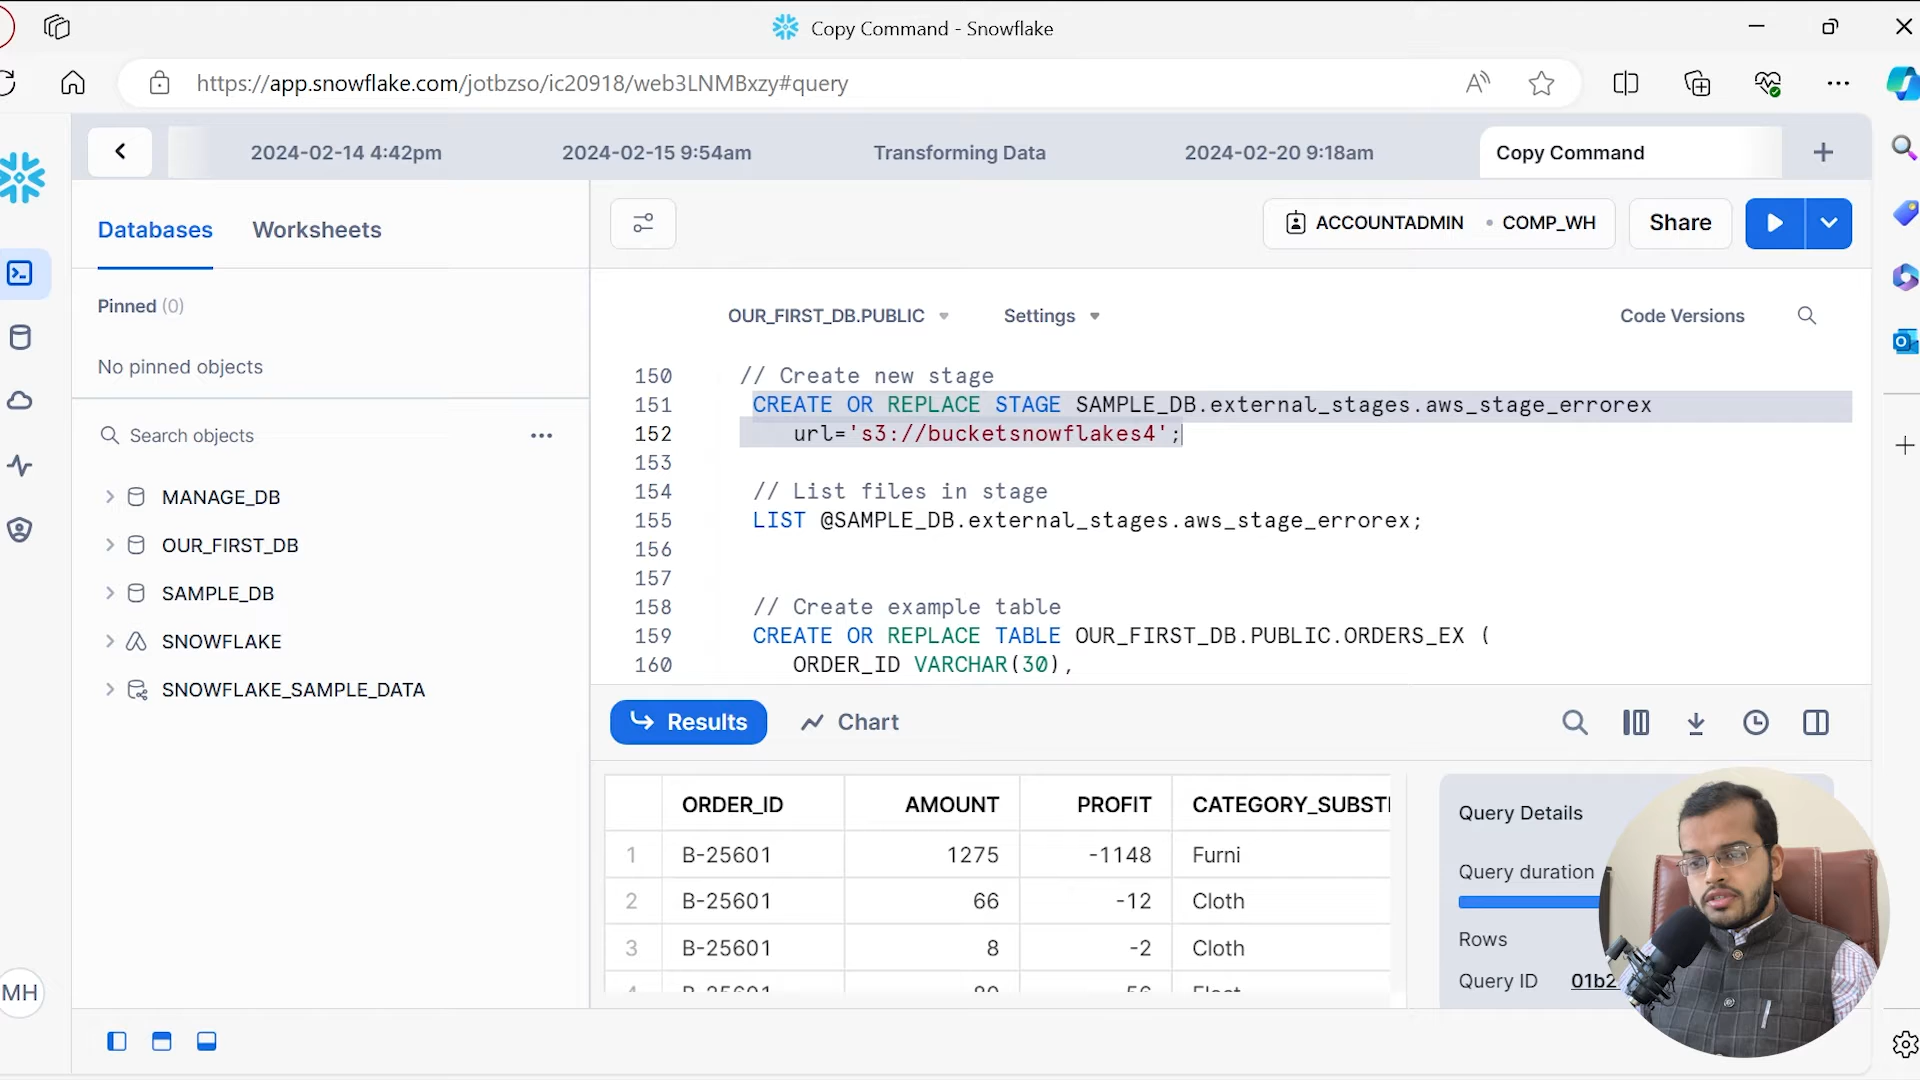 Copy Command - Snowflake
https://app.snowflake.com/jotbzso/ic20918/web3LNMBxzy#query
2024-02-14 4:42pm
2024-02-15 9:54am
Transforming Data
2024-02-20 9:18am
Copy Command
Databases
Worksheets
ACCOUNTADMIN
COMP_WH
Share
Pinned (0)
No pinned objects
Search objects
MANAGE_DB
OUR_FIRST_DB
SAMPLE_DB
SNOWFLAKE
SNOWFLAKE_SAMPLE_DATA
MH
OUR_FIRST_DB.PUBLIC
Settings
Code Versions
150 // Create new stage
151 CREATE OR REPLACE STAGE SAMPLE_DB.external_stages.aws_stage_errorex
152 url='s3://bucketsnowflakes4';
153
154 // List files in stage
155 LIST @SAMPLE_DB.external_stages.aws_stage_errorex;
156
157
158 // Create example table
159 CREATE OR REPLACE TABLE OUR_FIRST_DB.PUBLIC.ORDERS_EX (
160 ORDER_ID VARCHAR(30),
Results
Chart
ORDER_ID AMOUNT PROFIT CATEGORY_SUBST
1 B-25601 1275 -1148 Furni
2 B-25601 66 -12 Cloth
3 B-25601 8 -2 Cloth
Query Details
Query duration
Rows
Query ID 01b2